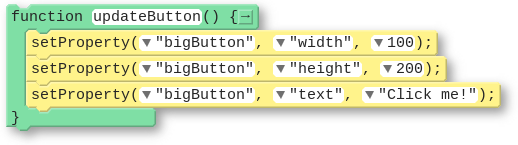 function updateButton() {→
setProperty(▼"bigButton", ▼"width", ▼100);
setProperty(▼"bigButton", ▼"height", ▼200);
setProperty(▼"bigButton", ▼"text", ▼"Click me!");
}